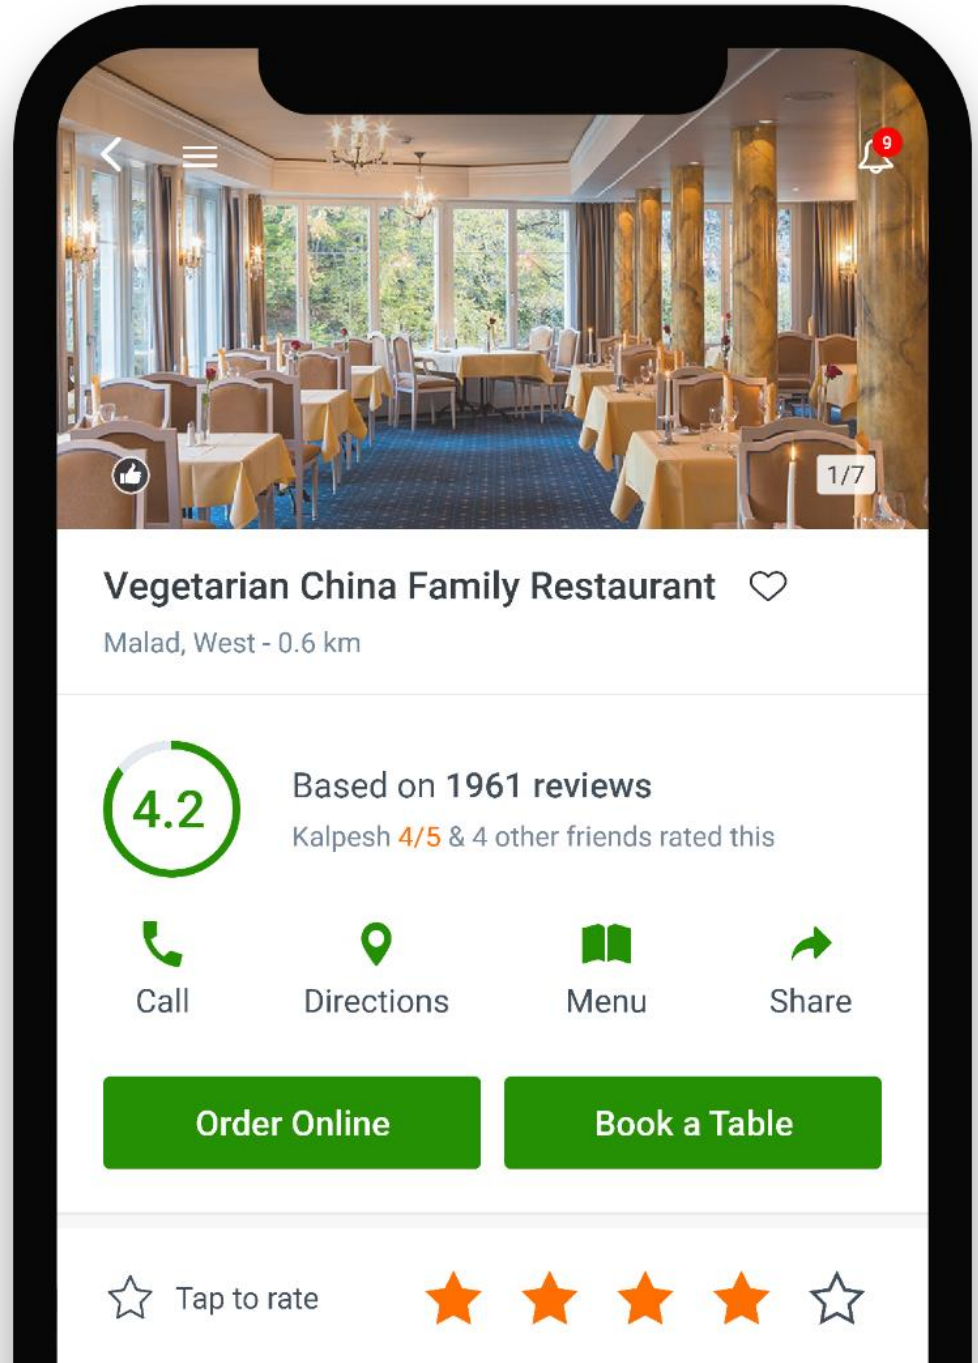 9
1/7
Vegetarian China Family Restaurant
Malad, West - 0.6 km
4.2
Based on 1961 reviews
Kalpesh 4/5 & 4 other friends rated this
Call
Directions
Menu
Share
Order Online
Book a Table
Tap to rate